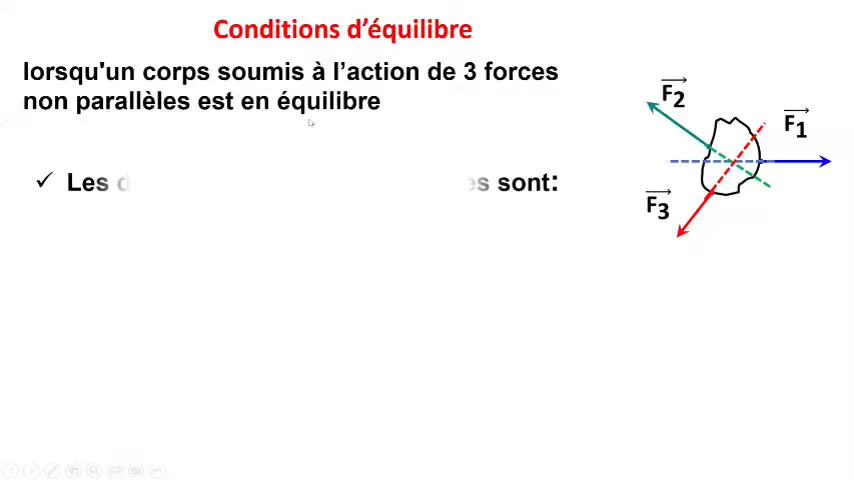 Conditions d’équilibre
lorsqu'un corps soumis à l’action de 3 forces
non parallèles est en équilibre
F2
F1
✓ Les sont:
F3